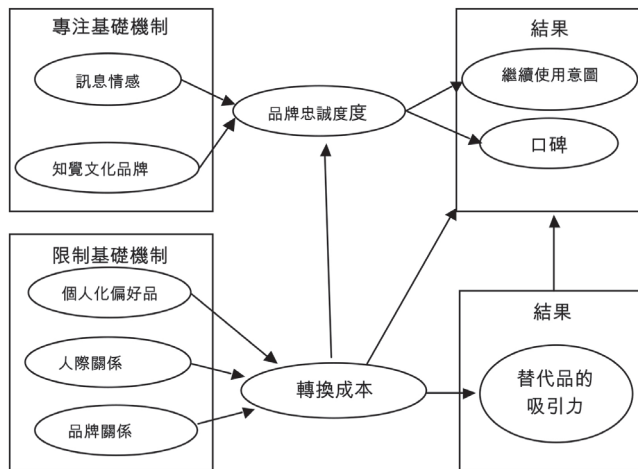 專注基礎機制
訊息情感
知覺文化品牌
品牌忠誠度度
結果
繼續使用意圖
口碑
限制基礎機制
個人化偏好品
人際關係
品牌關係
轉換成本
結果
替代品的
吸引力